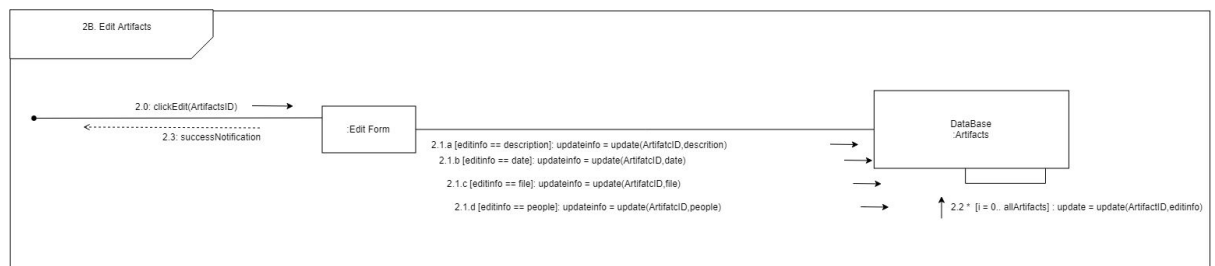 2B. Edit Artifacts
2.0: clickEdit(ArtifactsID)
2.3: successNotification
:Edit Form
DataBase
:Artifacts
2.1.a [editinfo == description]: updateinfo = update(ArtifatcID,descrition)
2.1.b [editinfo == date]: updateinfo = update(ArtifatcID,date)
2.1.c [editinfo == file]: updateinfo = update(ArtifatcID,file)
2.1.d [editinfo == people]: updateinfo = update(ArtifatcID,people)
2.2 * [i = 0.. allArtifacts] : update = update(ArtifactID,editinfo)